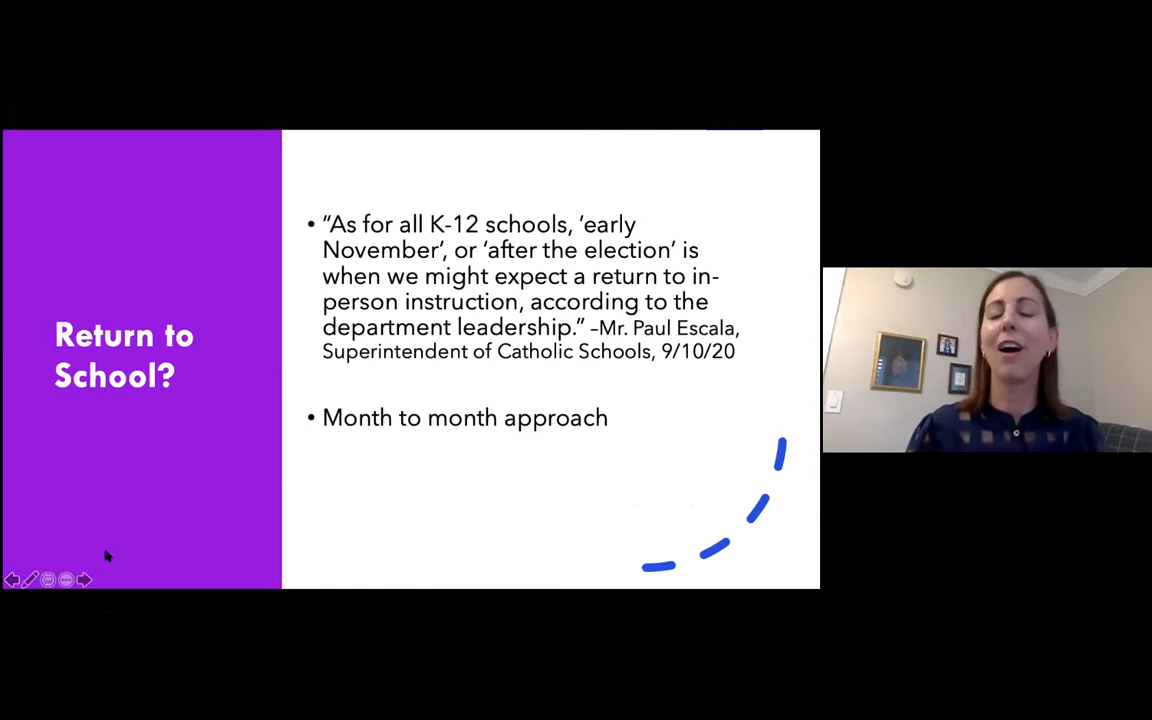 Return to
School?
• “As for all K-12 schools, ‘early
November’, or ‘after the election’ is
when we might expect a return to in-
person instruction, according to the
department leadership.” –Mr. Paul Escala,
Superintendent of Catholic Schools, 9/10/20
• Month to month approach